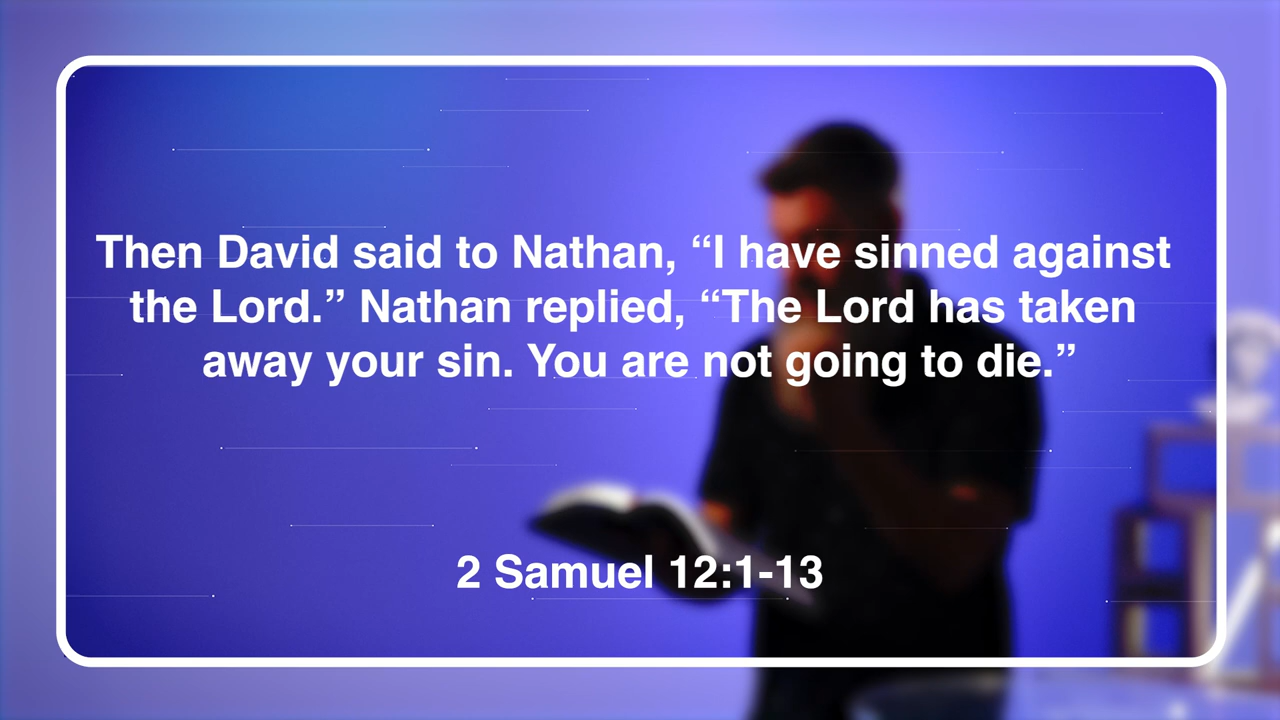 Then David said to Nathan, “I have sinned against
the Lord.” Nathan replied, “The Lord has taken
away your sin. You are not going to die.”
2 Samuel 12:1-13